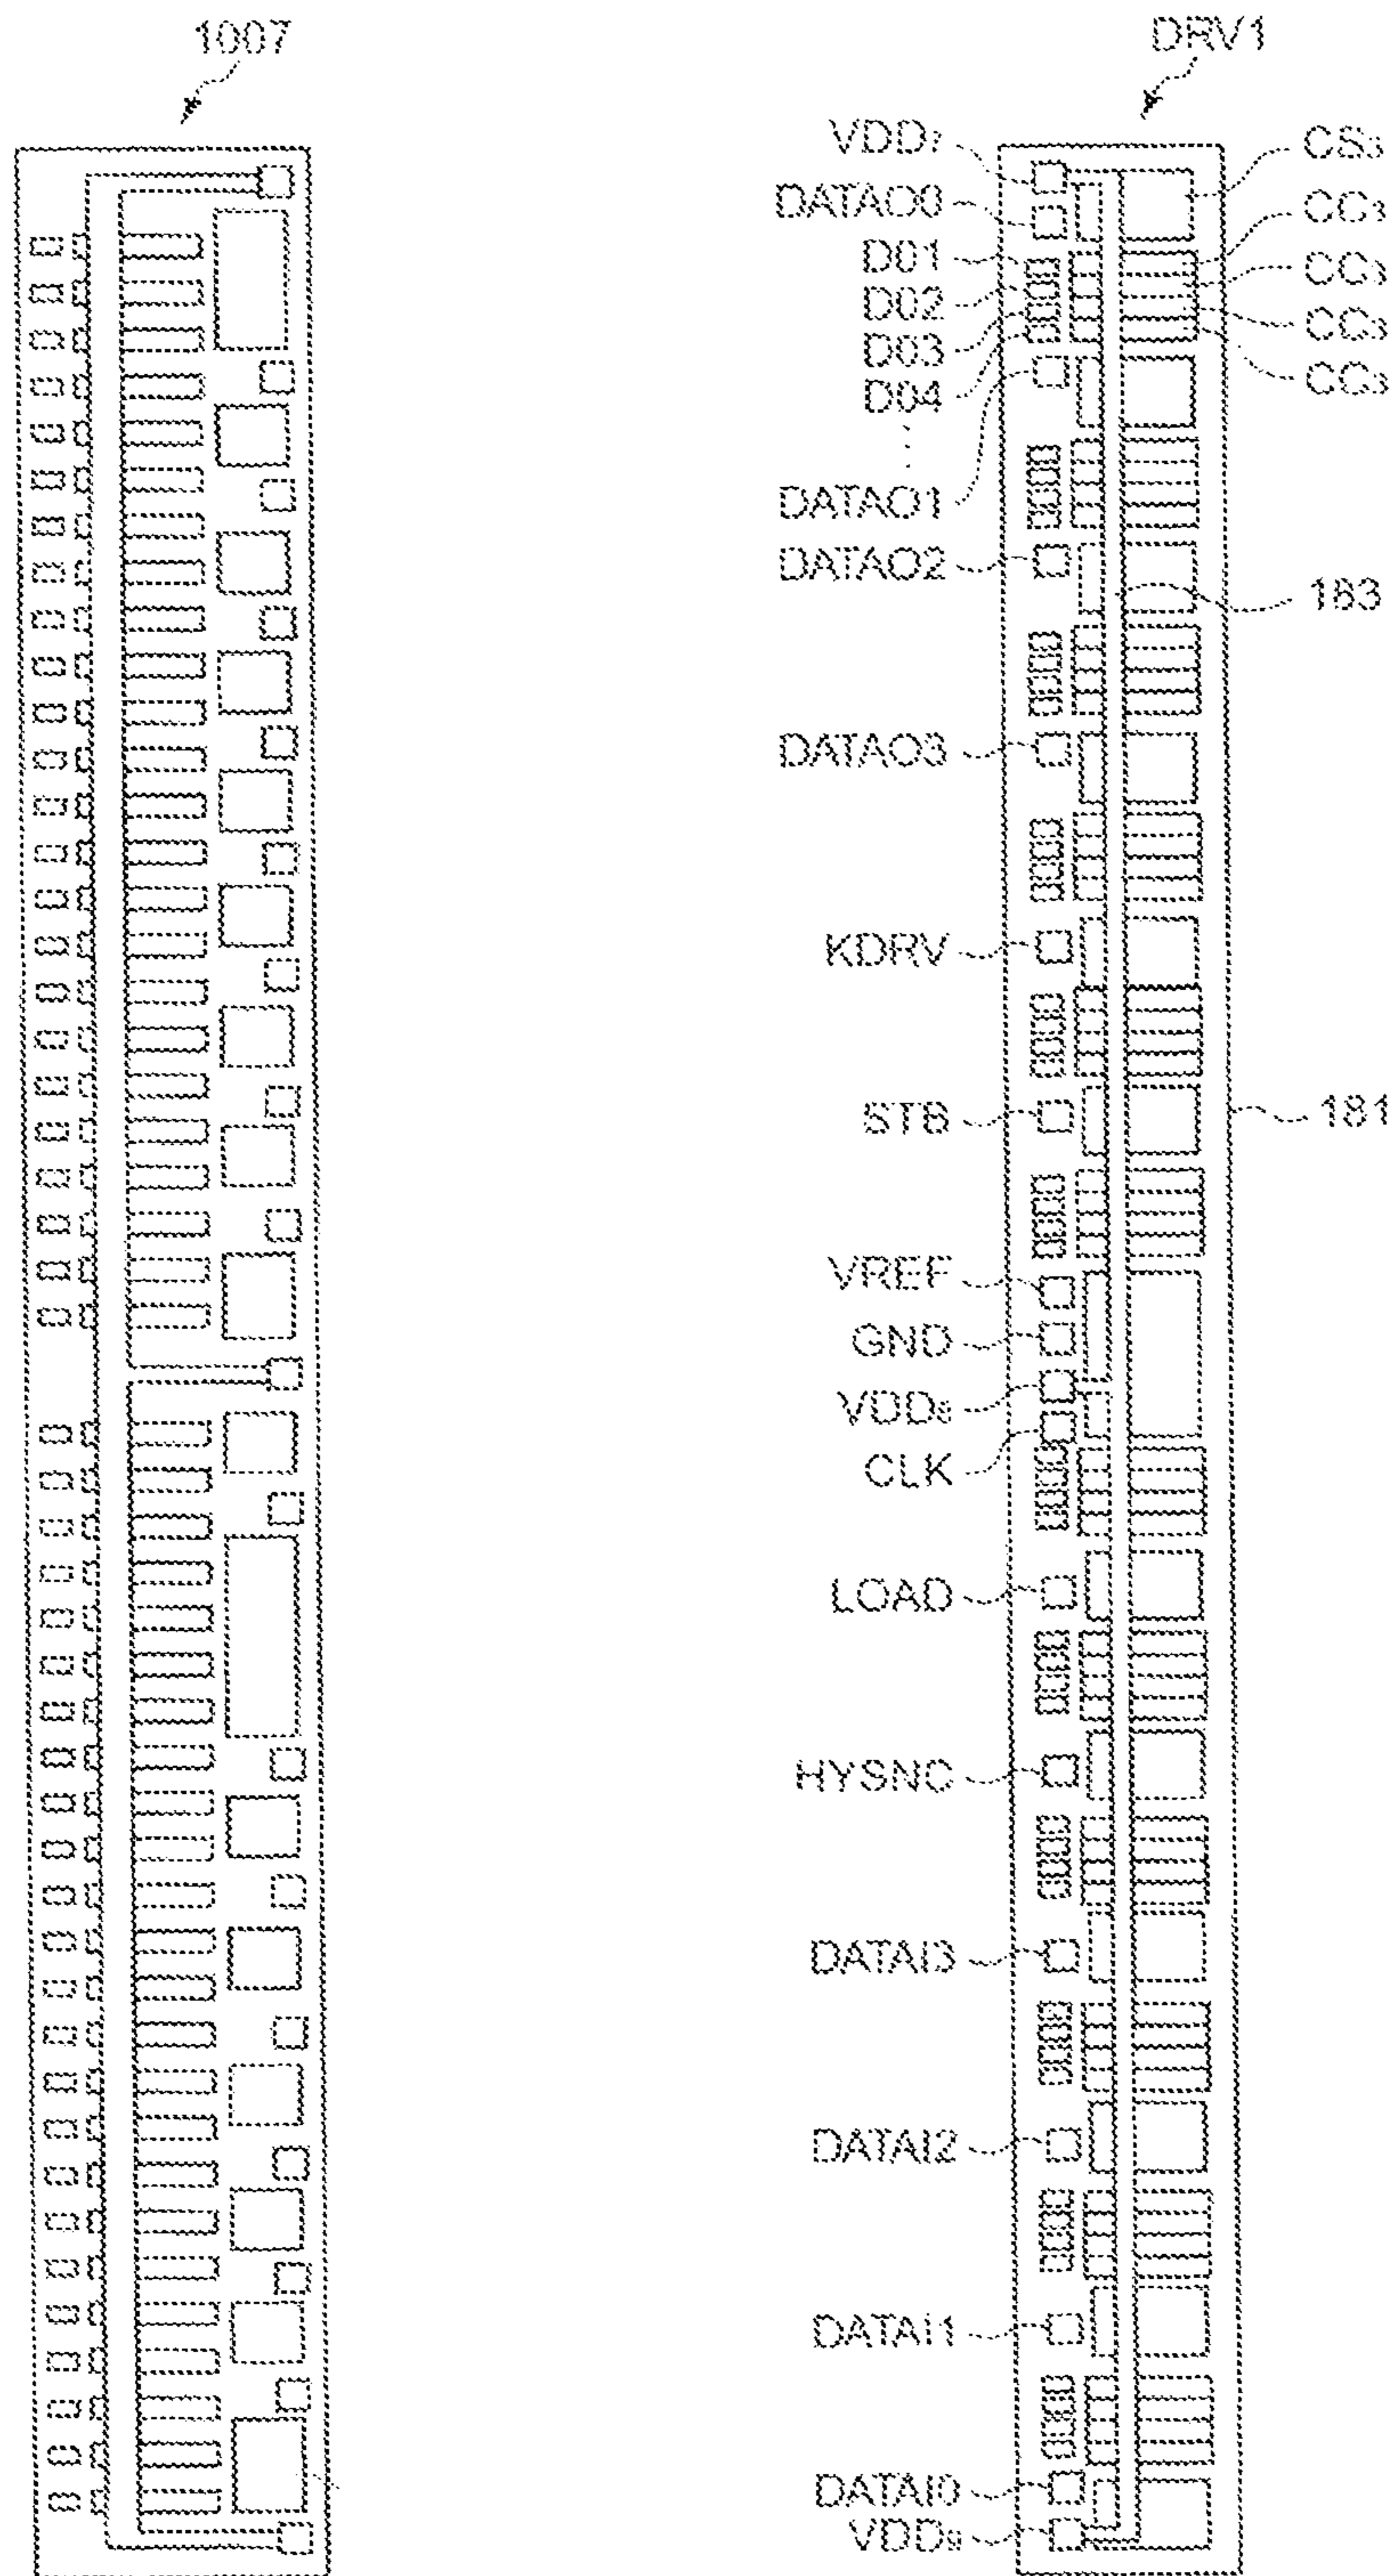 1007
DRV1
VDD7
CS3
DATAO0
CC3
D01
CC3
D02
CC3
D03
CC3
D04
DATAO1
DATAO2
183
DATAO3
KDRV
STB
181
VREF
GND
VDD8
CLK
LOAD
HYSNC
DATAI3
DATAI2
DATAI1
DATAI0
VDD9